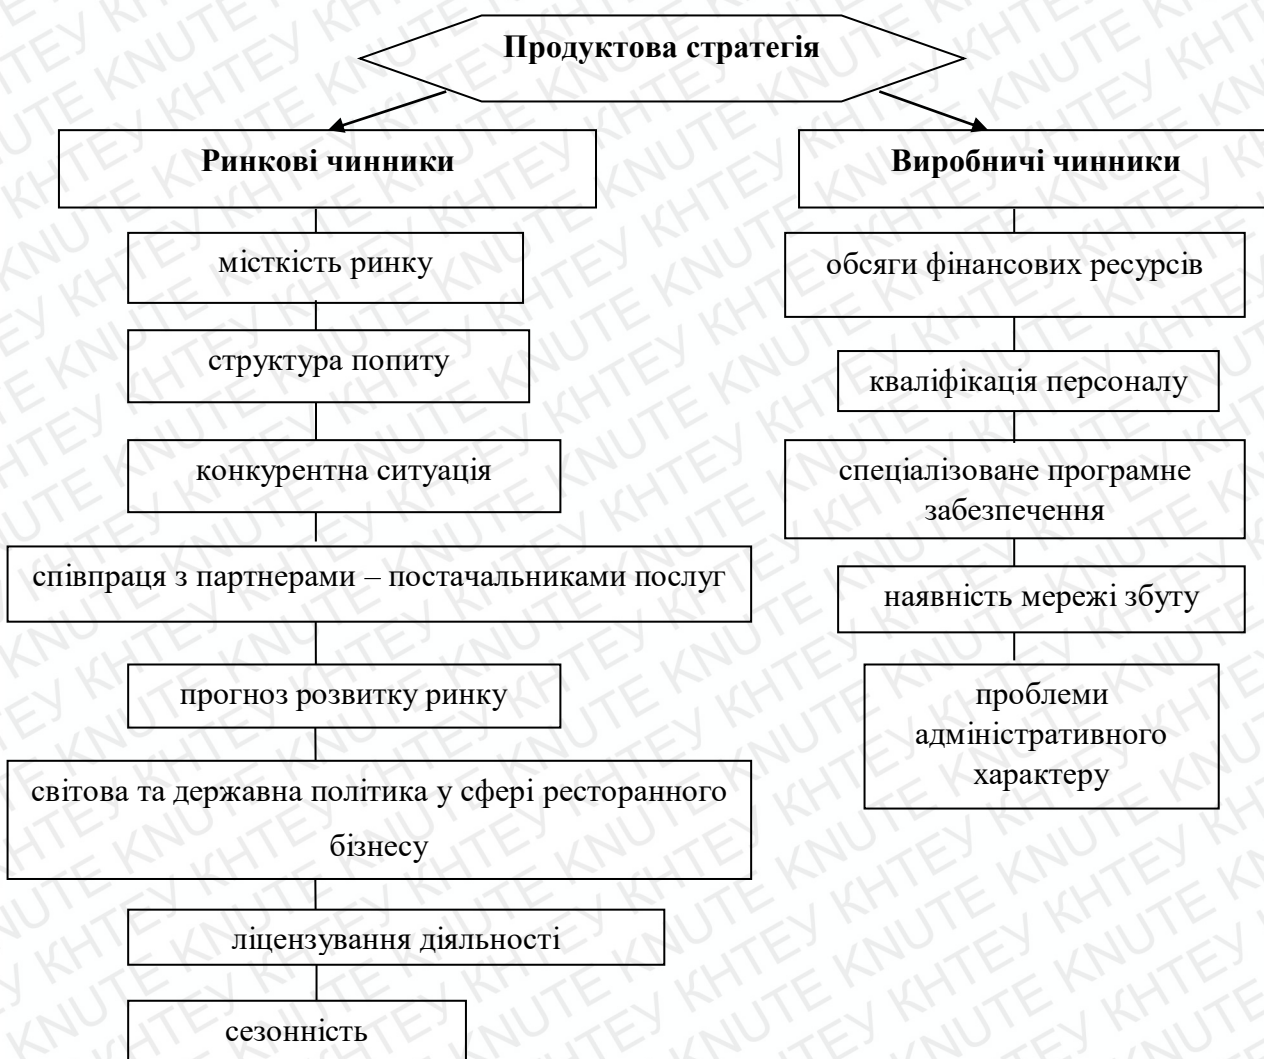 Продуктова стратегія
Ринкові чинники
місткість ринку
структура попиту
конкурентна ситуація
співпраця з партнерами – постачальниками послуг
прогноз розвитку ринку
світова та державна політика у сфері ресторанного
бізнесу
ліцензування діяльності
сезонність
Виробничі чинники
обсяги фінансових ресурсів
кваліфікація персоналу
спеціалізоване програмне
забезпечення
наявність мережі збуту
проблеми
адміністративного
характеру